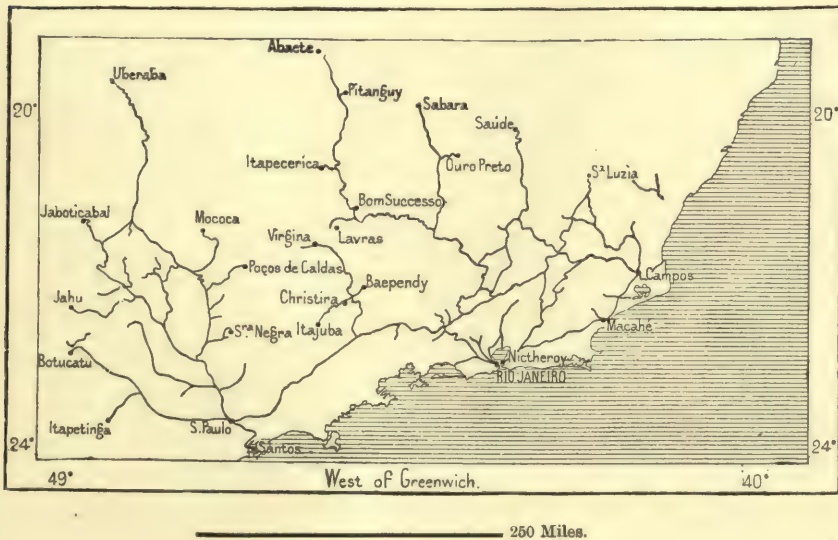 Abaete
Uberaba
20°
20°
Pitanguy
Sabara
Saúde
Itapecerica
Ouro Preto
Sª Luzia
Bom Successo
Jaboticabal
Mococa
Lavras
Virgina
Poços de Caldas
Baependy
Campos
Christira
Jahu
Itajuba
Macahé
Sra Negra
Botucatu
Nictheroy
RIO JANEIRO
Itapetinga
S. Paulo
24°
24°
Santos
49°
West of Greenwich.
40°
250 Miles.